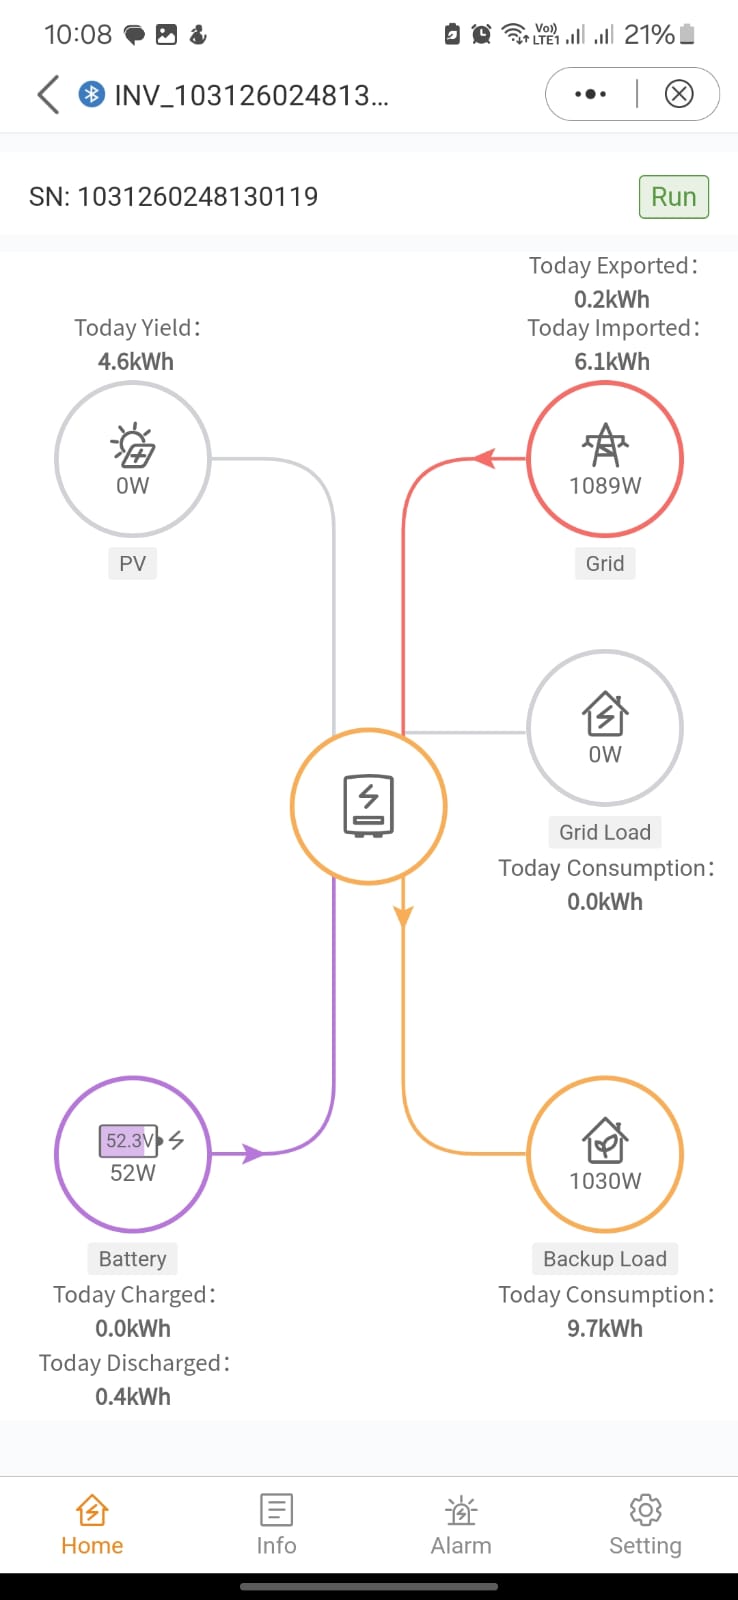 10:08
Vo))
LTE1
21%
INV_103126024813...
SN: 1031260248130119
Run
Today Exported:
0.2kWh
Today Yield:
4.6kWh
Today Imported:
6.1kWh
0W
PV
1089W
Grid
0W
Grid Load
Today Consumption:
0.0kWh
52.3V
52W
Battery
Today Charged:
0.0kWh
Today Discharged:
0.4kWh
1030W
Backup Load
Today Consumption:
9.7kWh
Home
Info
Alarm
Setting